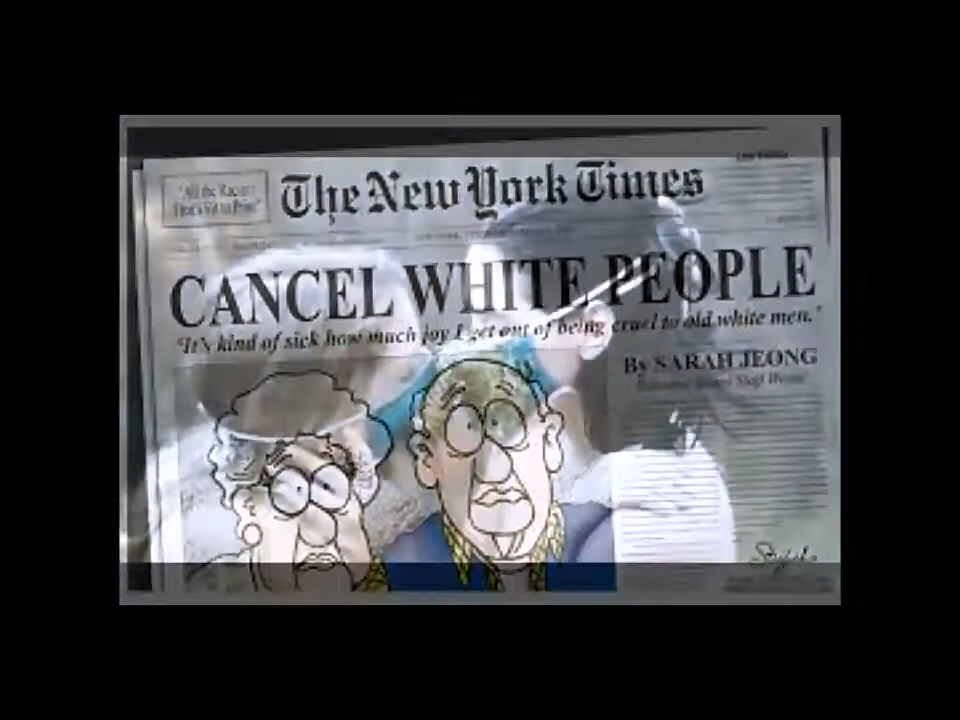 "All the Racism
That's Fit to Print"
The New York Times
CANCEL WHITE PEOPLE
"It's kind of sick how much joy I get out of being cruel to old white men."
By SARAH JEONG